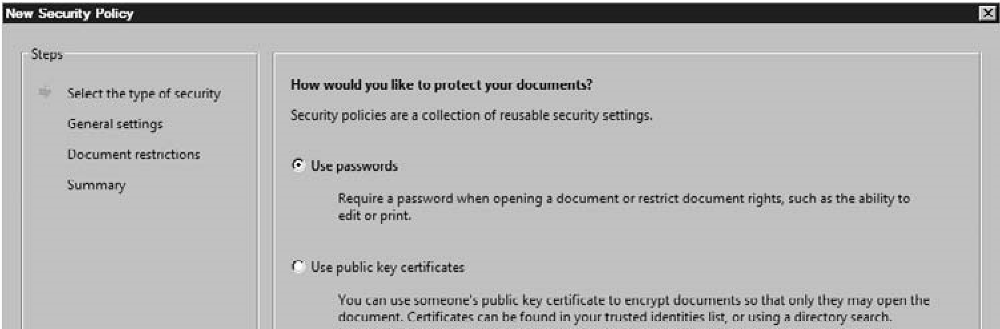 New Security Policy
Steps
Select the type of security
General settings
Document restrictions
Summary
How would you like to protect your documents?
Security policies are a collection of reusable security settings.
Use passwords
Require a password when opening a document or restrict document rights, such as the ability to
edit or print.
Use public key certificates
You can use someone's public key certificate to encrypt documents so that only they may open the
document. Certificates can be found in your trusted identities list, or using a directory search.